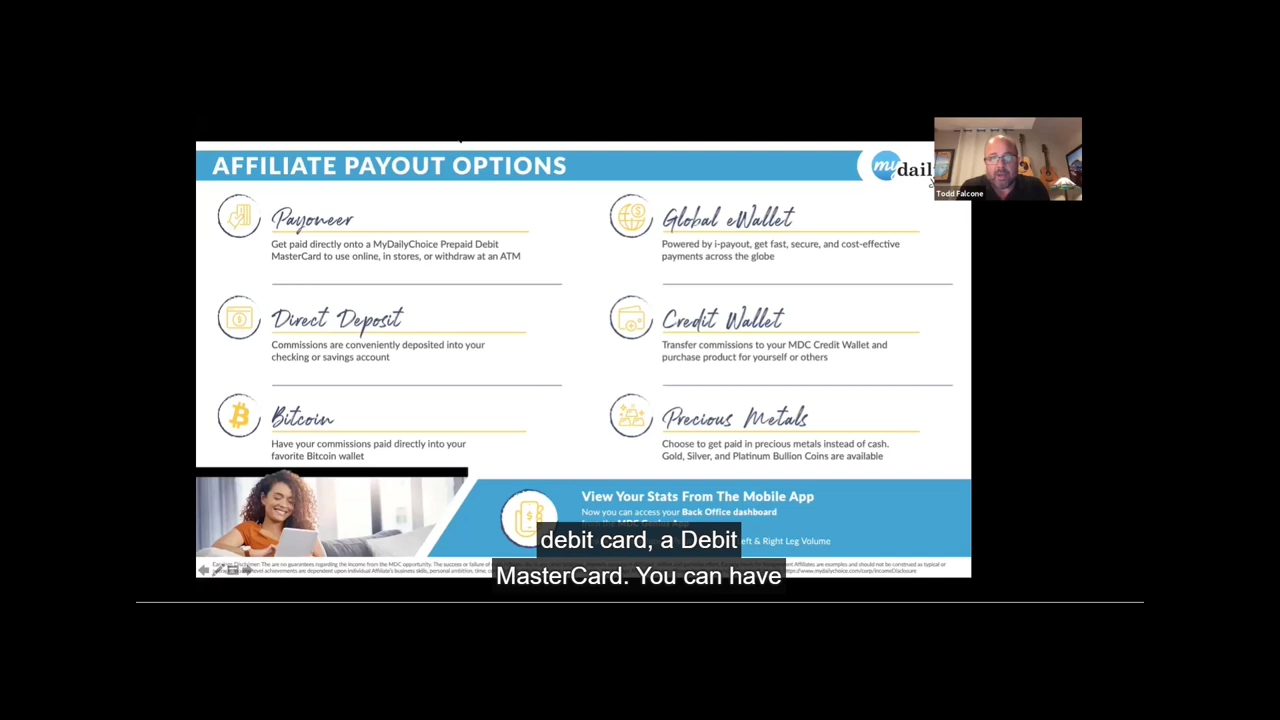 AFFILIATE PAYOUT OPTIONS
my daily
Todd Falcone
Payoneer
Get paid directly onto a MyDailyChoice Prepaid Debit
MasterCard to use online, in stores, or withdraw at an ATM
Global eWallet
Powered by i-payout, get fast, secure, and cost-effective
payments across the globe
Direct Deposit
Commissions are conveniently deposited into your
checking or savings account
Credit Wallet
Transfer commissions to your MDC Credit Wallet and
purchase product for yourself or others
Bitcoin
Have your commissions paid directly into your
favorite Bitcoin wallet
Precious Metals
Choose to get paid in precious metals instead of cash.
Gold, Silver, and Platinum Bullion Coins are available
View Your Stats From The Mobile App
Now you can access your Back Office dashboard
from the MDC Genius App
eft & Right Leg Volume
debit card, a Debit
MasterCard. You can have